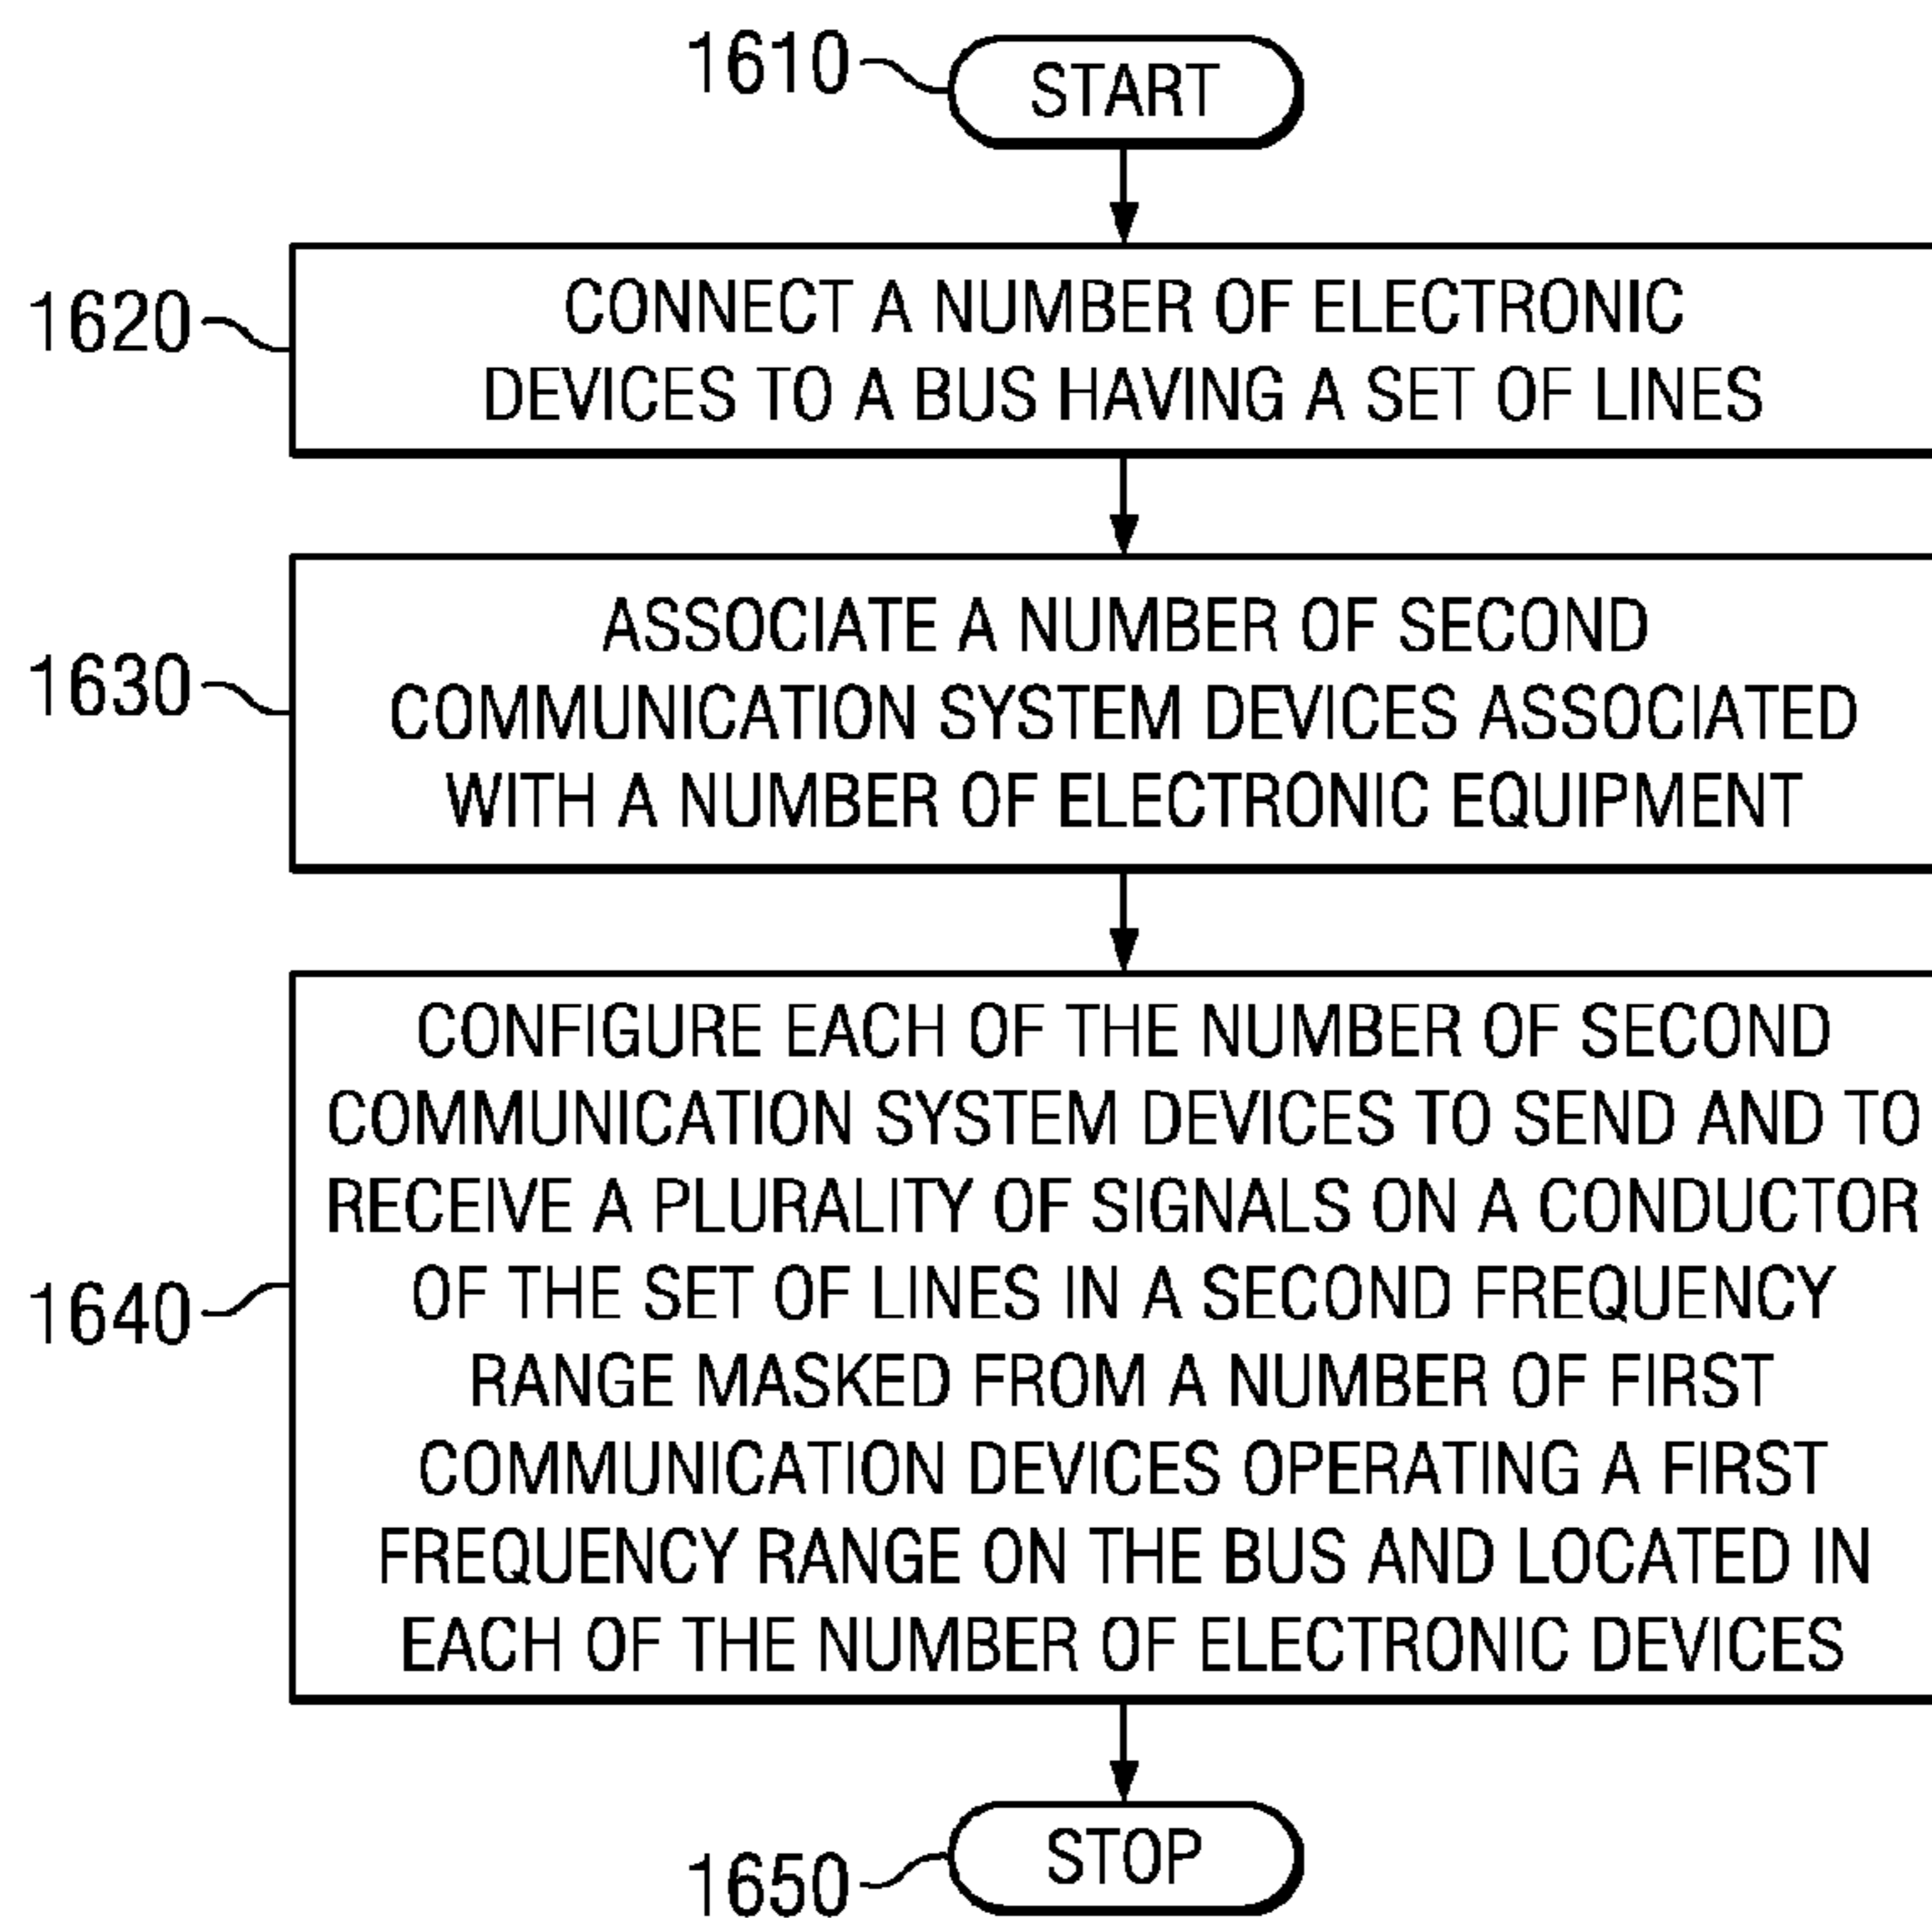 1610
START
1620
CONNECT A NUMBER OF ELECTRONIC
DEVICES TO A BUS HAVING A SET OF LINES
1630
ASSOCIATE A NUMBER OF SECOND
COMMUNICATION SYSTEM DEVICES ASSOCIATED
WITH A NUMBER OF ELECTRONIC EQUIPMENT
1640
CONFIGURE EACH OF THE NUMBER OF SECOND
COMMUNICATION SYSTEM DEVICES TO SEND AND TO
RECEIVE A PLURALITY OF SIGNALS ON A CONDUCTOR
OF THE SET OF LINES IN A SECOND FREQUENCY
RANGE MASKED FROM A NUMBER OF FIRST
COMMUNICATION DEVICES OPERATING A FIRST
FREQUENCY RANGE ON THE BUS AND LOCATED IN
EACH OF THE NUMBER OF ELECTRONIC DEVICES
1650
STOP